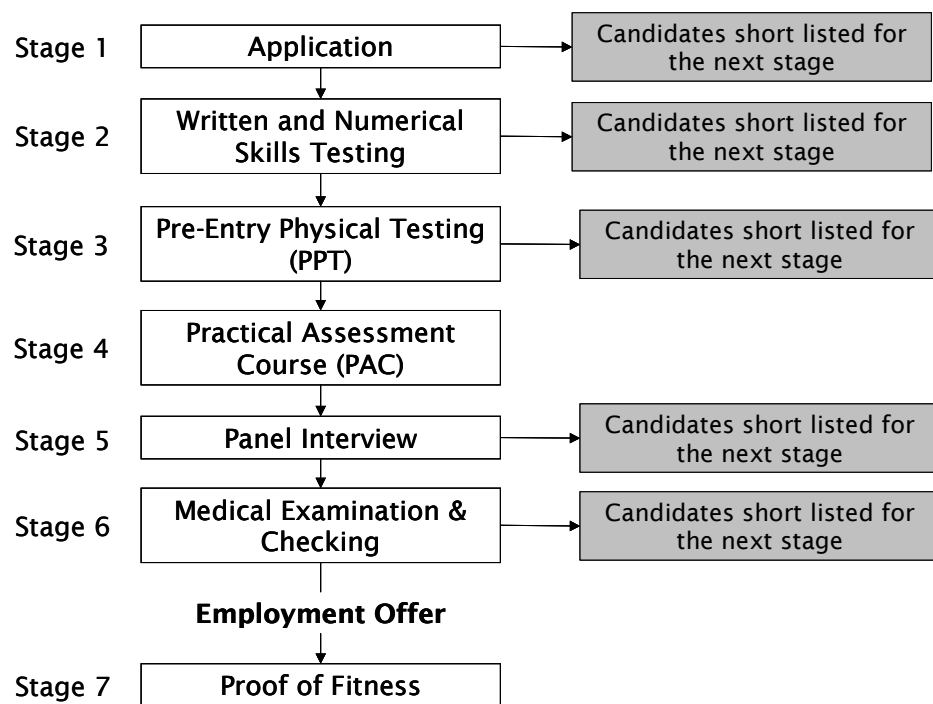 Stage 1
Application
Candidates short listed for
the next stage
Stage 2
Written and Numerical
Skills Testing
Candidates short listed for
the next stage
Stage 3
Pre-Entry Physical Testing
(PPT)
Candidates short listed for
the next stage
Stage 4
Practical Assessment
Course (PAC)
Stage 5
Panel Interview
Candidates short listed for
the next stage
Stage 6
Medical Examination &
Checking
Candidates short listed for
the next stage
Employment Offer
Stage 7
Proof of Fitness